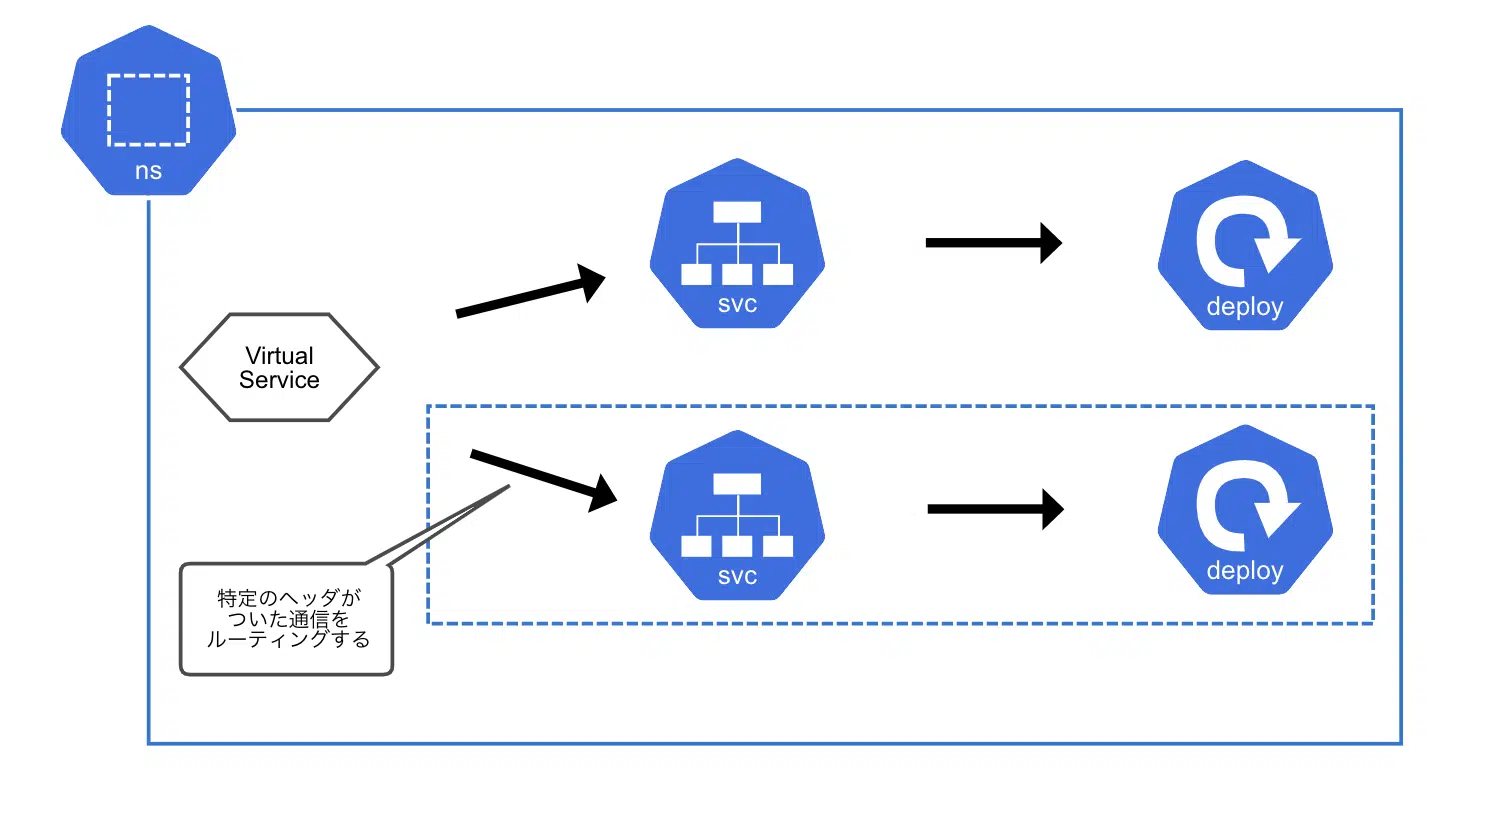 ns
svc
deploy
Virtual
Service
svc
deploy
特定のヘッダが
ついた通信を
ルーティングする